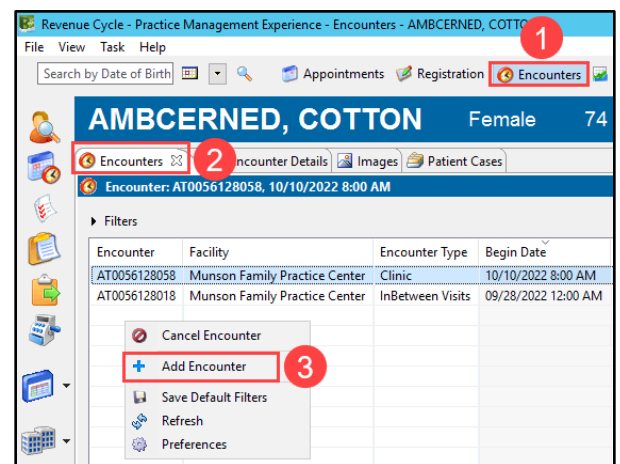 Revenue Cycle - Practice Management Experience - Encounters - AMBCERNED, COTTO
1
File View Task Help
Search by Date of Birth Appointments Registration Encounters
AMBCERNED, COTTON Female 74
Encounters 2 ncounter Details Images Patient Cases
Encounter: AT0056128058, 10/10/2022 8:00 AM
Filters
Encounter Facility Encounter Type Begin Date
AT0056128058 Munson Family Practice Center Clinic 10/10/2022 8:00 AM
AT0056128018 Munson Family Practice Center InBetween Visits 09/28/2022 12:00 AM
Cancel Encounter
Add Encounter 3
Save Default Filters
Refresh
Preferences